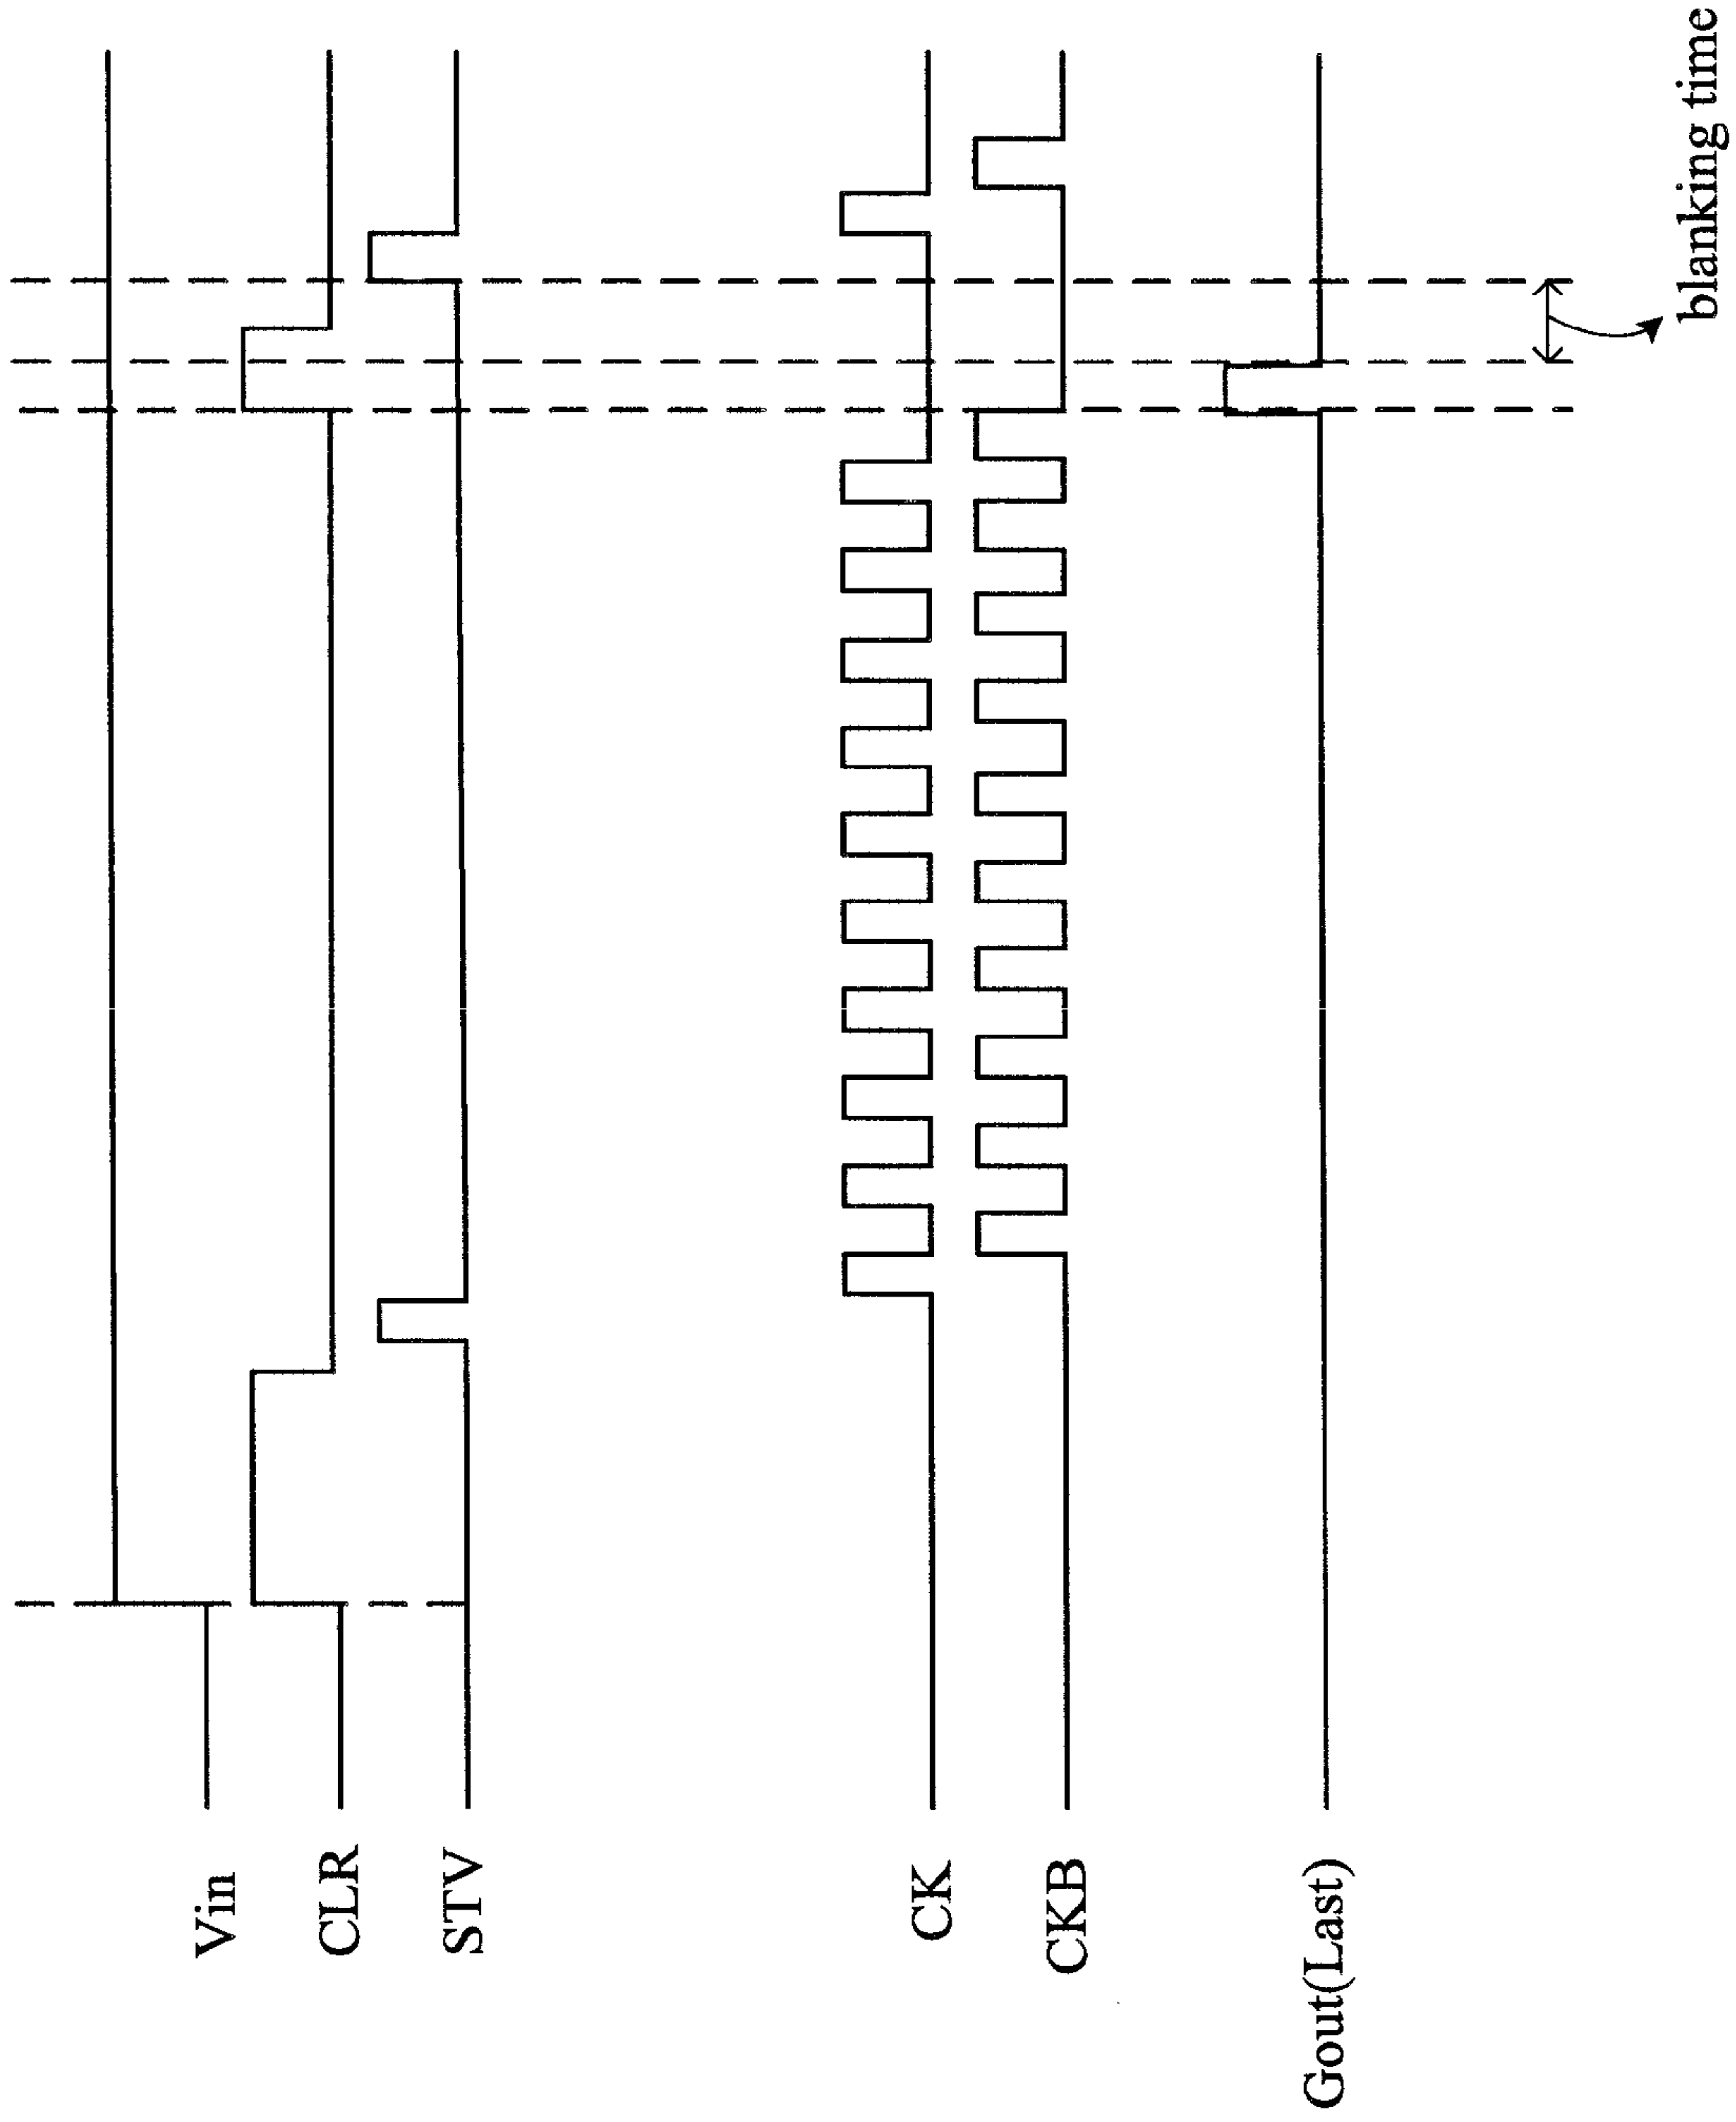 Vin
CLR
STV
CK
CKB
Gout(Last)
blanking time